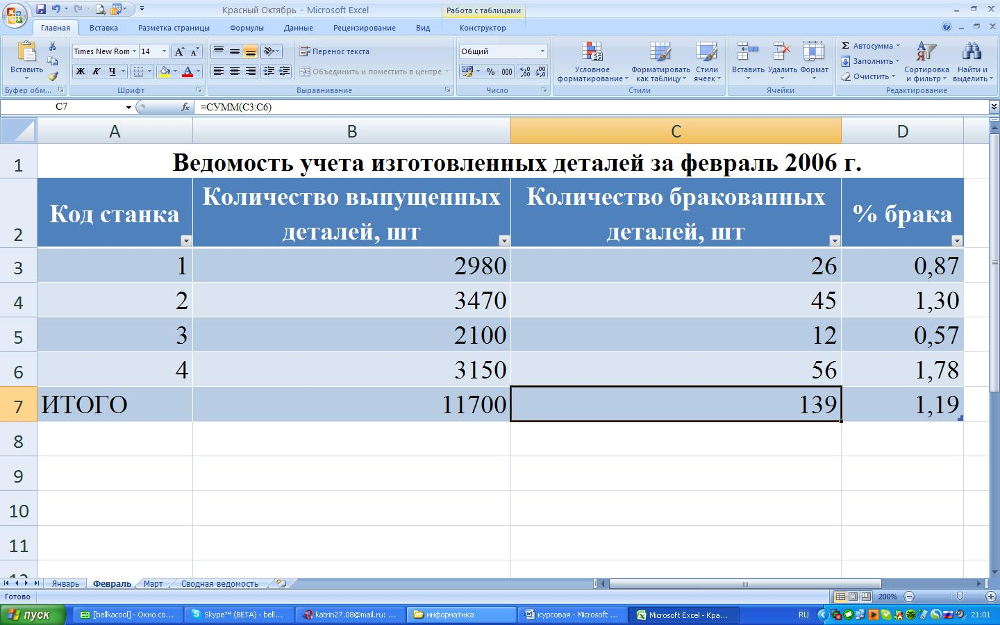 Красный Октябрь - Microsoft Excel
Работа с таблицами
Главная Вставка Разметка страницы Формулы Данные Рецензирование Вид Конструктор
Вставить
Буфер обм...
Times New Rom 14
Ж К Ч
Шрифт
Перенос текста
Объединить и поместить в центре
Выравнивание
Общий
% 000
Число
Условное форматирование
Форматировать как таблицу
Стили ячеек
Стили
Вставить Удалить Формат
Ячейки
Σ Автосумма
Заполнить
Очистить
Сортировка и фильтр
Найти и выделить
Редактирование
C7 fx =СУММ(C3:C6)
A B C D
1 Ведомость учета изготовленных деталей за февраль 2006 г.
2 Код станка Количество выпущенных деталей, шт Количество бракованных деталей, шт % брака
3 1 2980 26 0,87
4 2 3470 45 1,30
5 3 2100 12 0,57
6 4 3150 56 1,78
7 ИТОГО 11700 139 1,19
8
9
10
11
12
Январь Февраль Март Сводная ведомость
Готово 200%
пуск [bellkacool] - Окно со... Skype™ (BETA) - bell... katrin27.08@mail.ru: ... информатика курсовая - Microsoft ... Microsoft Excel - Кра... RU 21:01